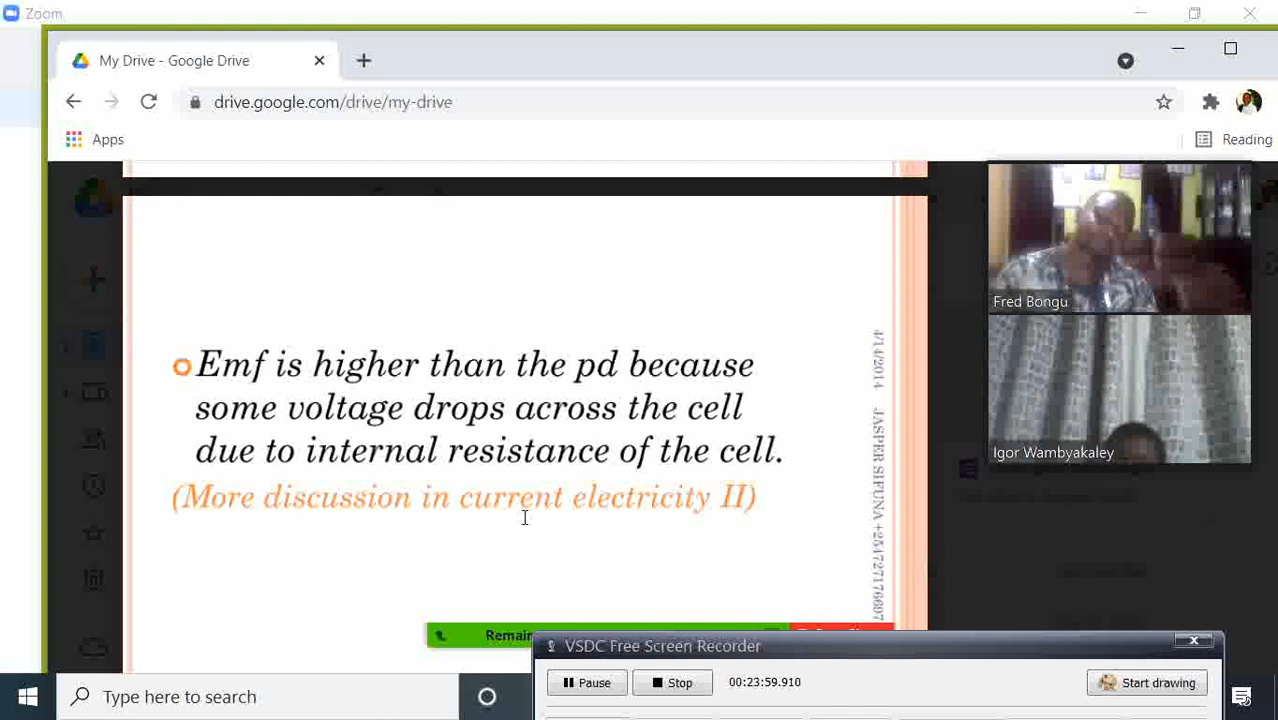 Zoom
My Drive - Google Drive
drive.google.com/drive/my-drive
Apps
Reading
Emf is higher than the pd because
some voltage drops across the cell
due to internal resistance of the cell.
(More discussion in current electricity II)
4/14/2014 JASPER SIFUNA +254727176807
Fred Bongu
Igor Wambyakaley
Remain
VSDC Free Screen Recorder
Pause
Stop
00:23:59.910
Start drawing
Type here to search